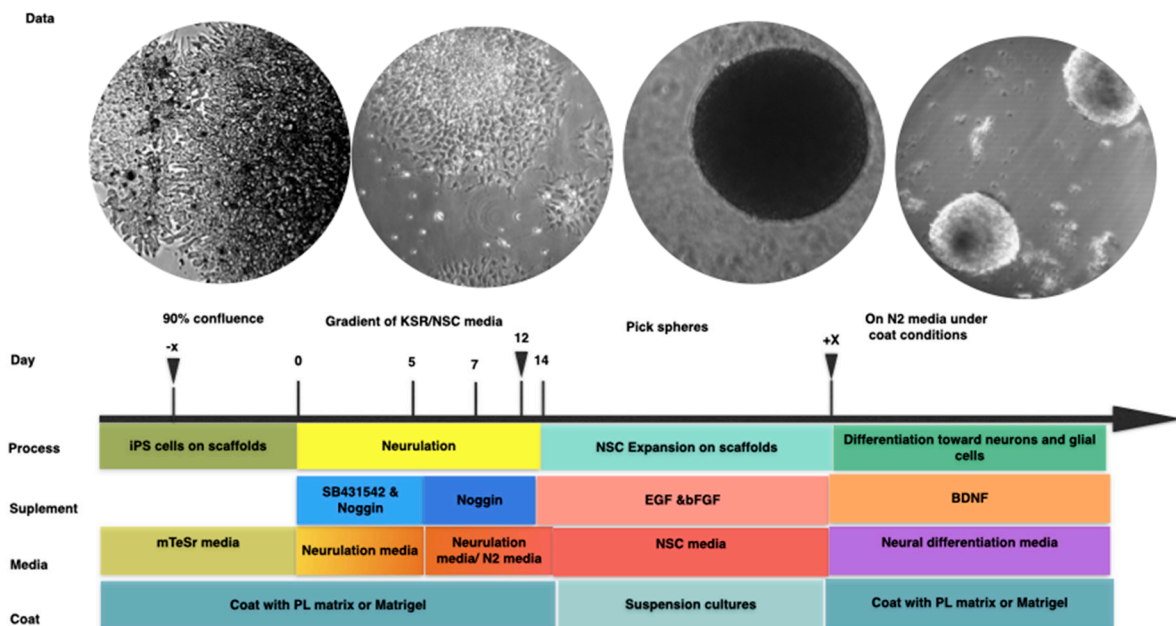 Data
90% confluence
Gradient of KSR/NSC media
Pick spheres
On N2 media under
coat conditions
Day
-x
0
5
7
12
14
+X
Process
iPS cells on scaffolds
Neurulation
NSC Expansion on scaffolds
Differentiation toward neurons and glial
cells
Suplement
SB431542 &
Noggin
Noggin
EGF &bFGF
BDNF
Media
mTeSr media
Neurulation media
Neurulation
media/ N2 media
NSC media
Neural differentiation media
Coat
Coat with PL matrix or Matrigel
Suspension cultures
Coat with PL matrix or Matrigel